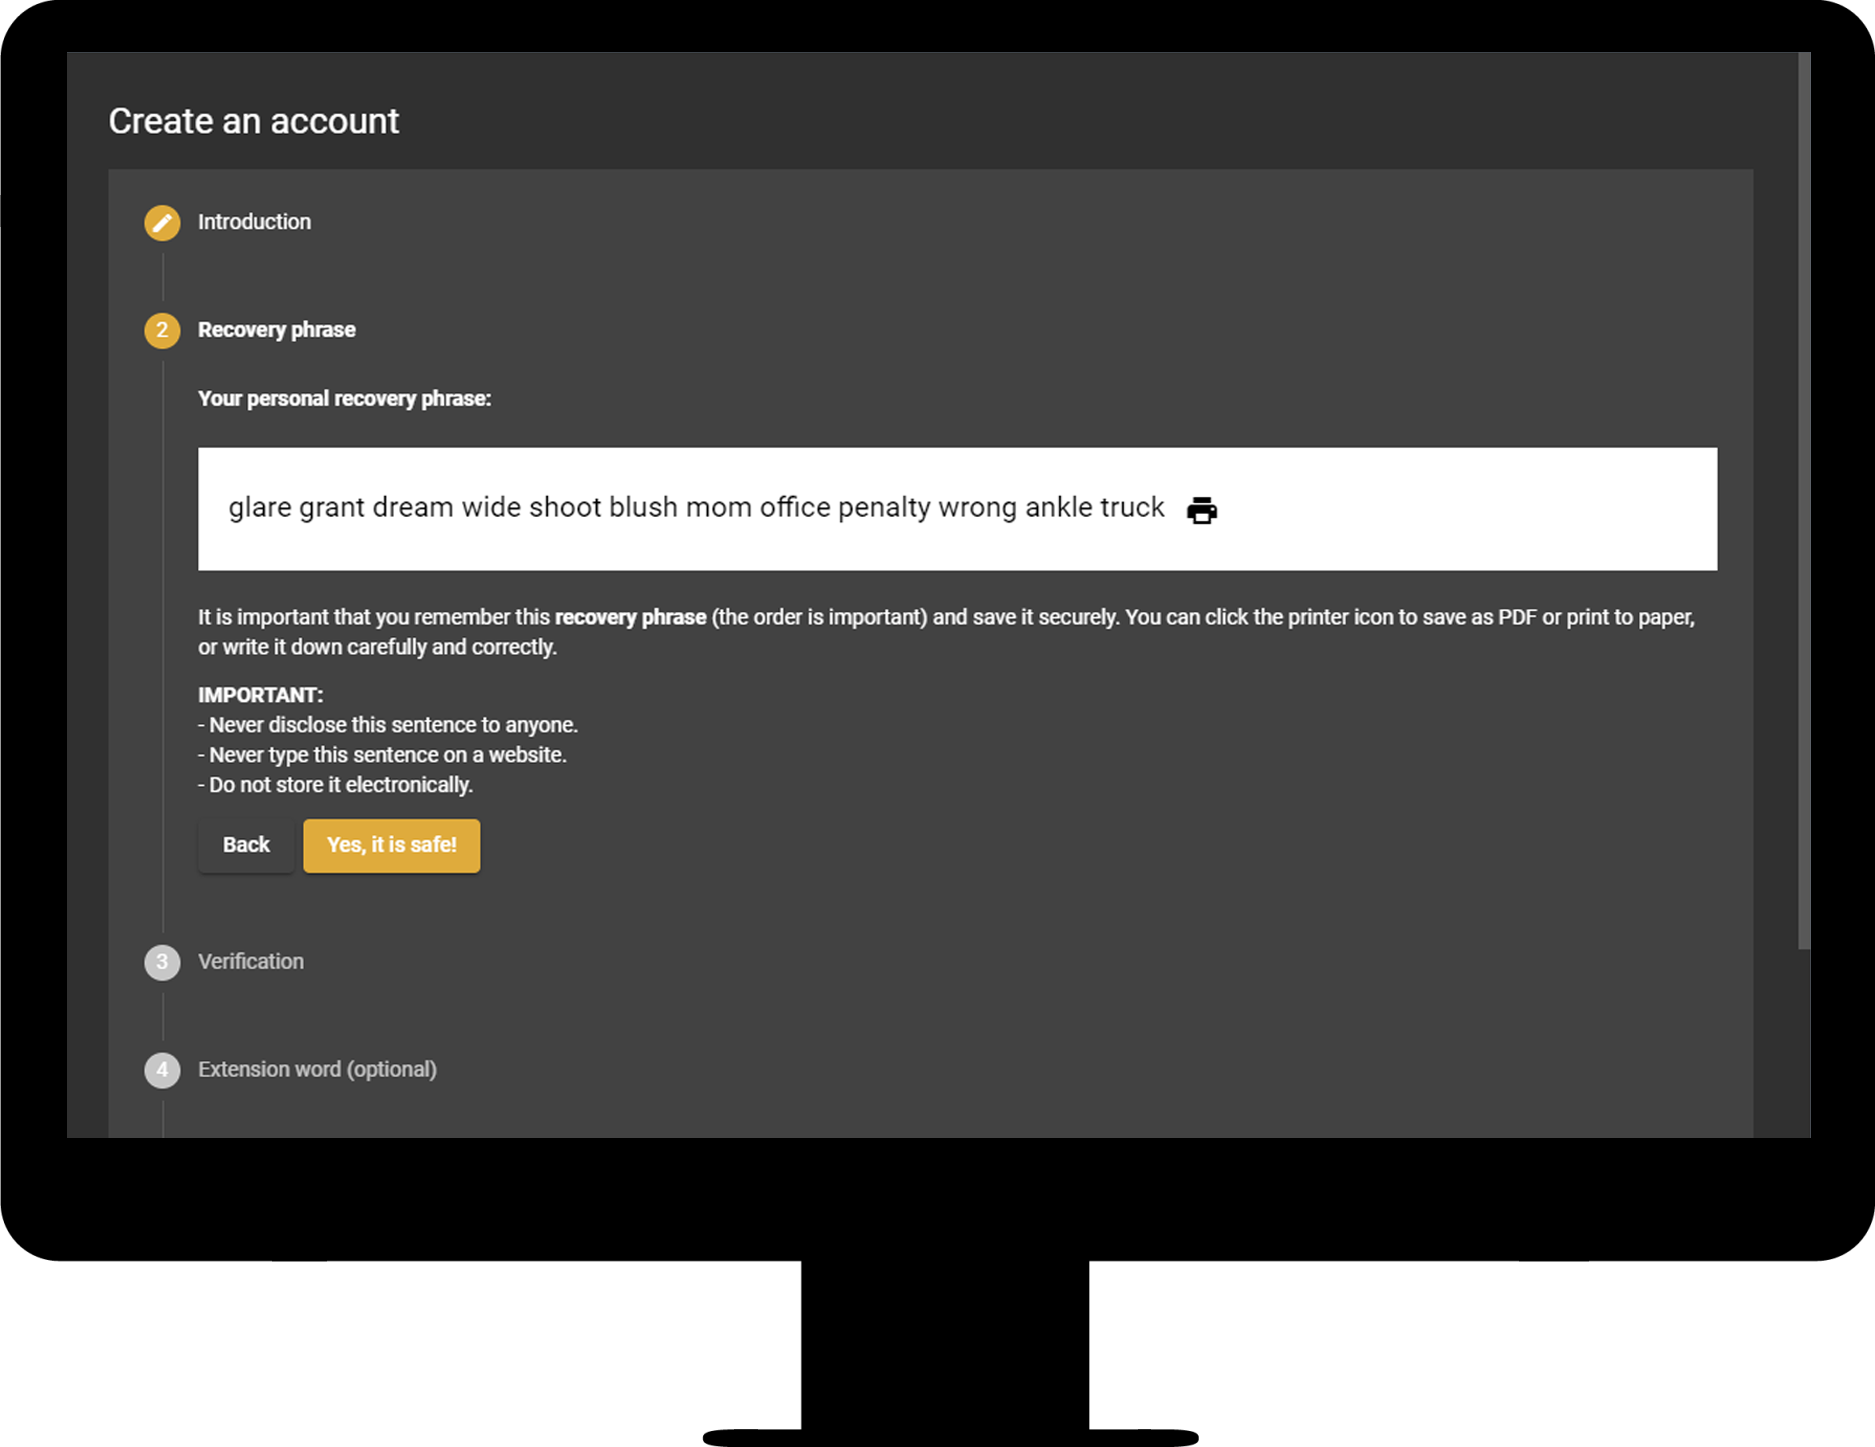 Create an account
Introduction
2
Recovery phrase
Your personal recovery phrase:
glare grant dream wide shoot blush mom office penalty wrong ankle truck
It is important that you remember this recovery phrase (the order is important) and save it securely. You can click the printer icon to save as PDF or print to paper,
or write it down carefully and correctly.
IMPORTANT:
- Never disclose this sentence to anyone.
- Never type this sentence on a website.
- Do not store it electronically.
Back Yes, it is safe!
3 Verification
4 Extension word (optional)